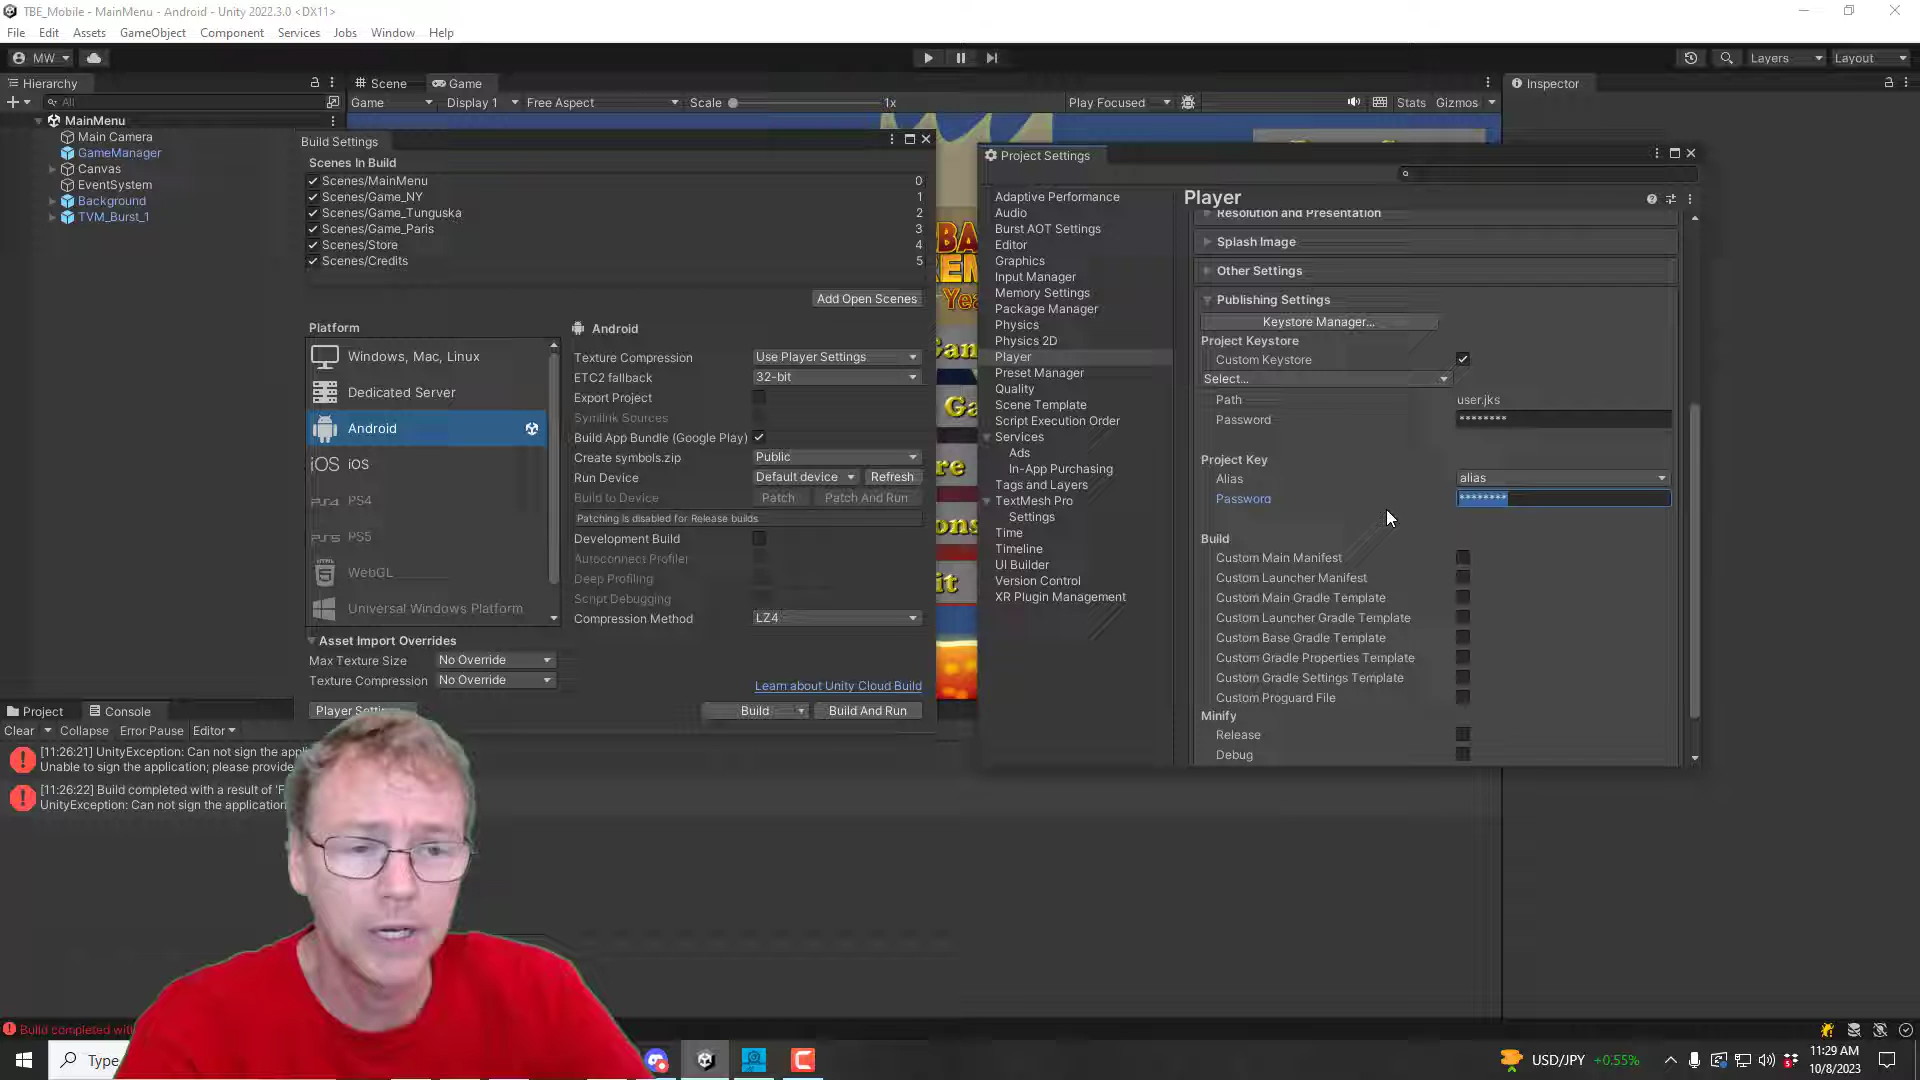 TBE_Mobile - MainMenu - Android - Unity 2022.3.0 <DX11>
File Edit Assets GameObject Component Services Jobs Window Help
MW Layers Layout
Hierarchy Scene Game Inspector
All Game Display 1 Free Aspect Scale 1x Play Focused Stats Gizmos
MainMenu
Main Camera
GameManager
Canvas
EventSystem
Background
TVM_Burst_1
Build Settings
Scenes In Build
Scenes/MainMenu 0
Scenes/Game_NY 1
Scenes/Game_Tunguska 2
Scenes/Game_Paris 3
Scenes/Store 4
Scenes/Credits 5
Add Open Scenes
Platform
Windows, Mac, Linux
Dedicated Server
Android
iOS iOS
PS4 PS4
PS5 PS5
WebGL
Universal Windows Platform
Android
Texture Compression Use Player Settings
ETC2 fallback 32-bit
Export Project
Symlink Sources
Build App Bundle (Google Play)
Create symbols.zip Public
Run Device Default device Refresh
Build to Device Patch Patch And Run
Patching is disabled for Release builds
Development Build
Autoconnect Profiler
Deep Profiling
Script Debugging
Compression Method LZ4
Asset Import Overrides
Max Texture Size No Override
Texture Compression No Override
Learn about Unity Cloud Build
Player Setti
Build Build And Run
Project Settings
Adaptive Performance
Audio
Burst AOT Settings
Editor
Graphics
Input Manager
Memory Settings
Package Manager
Physics
Physics 2D
Player
Preset Manager
Quality
Scene Template
Script Execution Order
Services
Ads
In-App Purchasing
Tags and Layers
TextMesh Pro
Settings
Time
Timeline
UI Builder
Version Control
XR Plugin Management
Player
Resolution and Presentation
Splash Image
Other Settings
Publishing Settings
Keystore Manager...
Project Keystore
Custom Keystore
Select...
Path user.jks
Password ********
Project Key
Alias alias
Password ********
Build
Custom Main Manifest
Custom Launcher Manifest
Custom Main Gradle Template
Custom Launcher Gradle Template
Custom Base Gradle Template
Custom Gradle Properties Template
Custom Gradle Settings Template
Custom Proguard File
Minify
Release
Debug
Project Console
Clear Collapse Error Pause Editor
[11:26:21] UnityException: Can not sign the appli
Unable to sign the application; please provide
[11:26:22] Build completed with a result of 'F
UnityException: Can not sign the application
Build completed with
Type
USD/JPY +0.55%
11:29 AM
10/8/2023